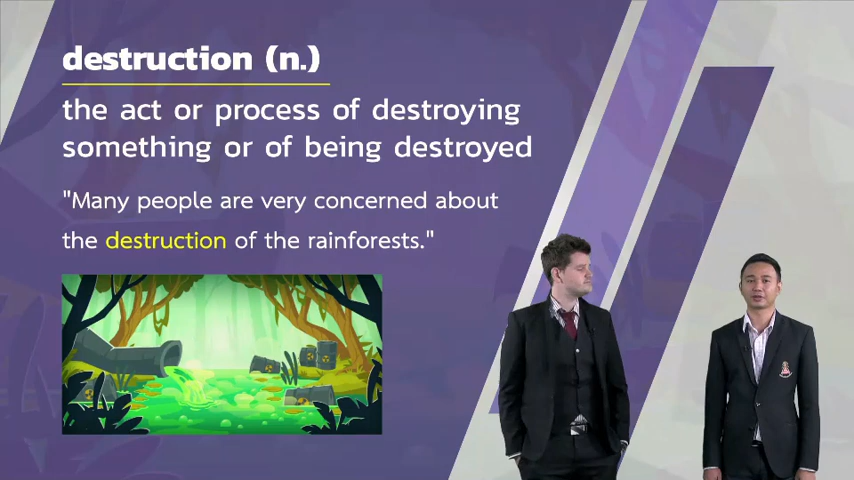 destruction (n.)
the act or process of destroying
something or of being destroyed
"Many people are very concerned about
the destruction of the rainforests."